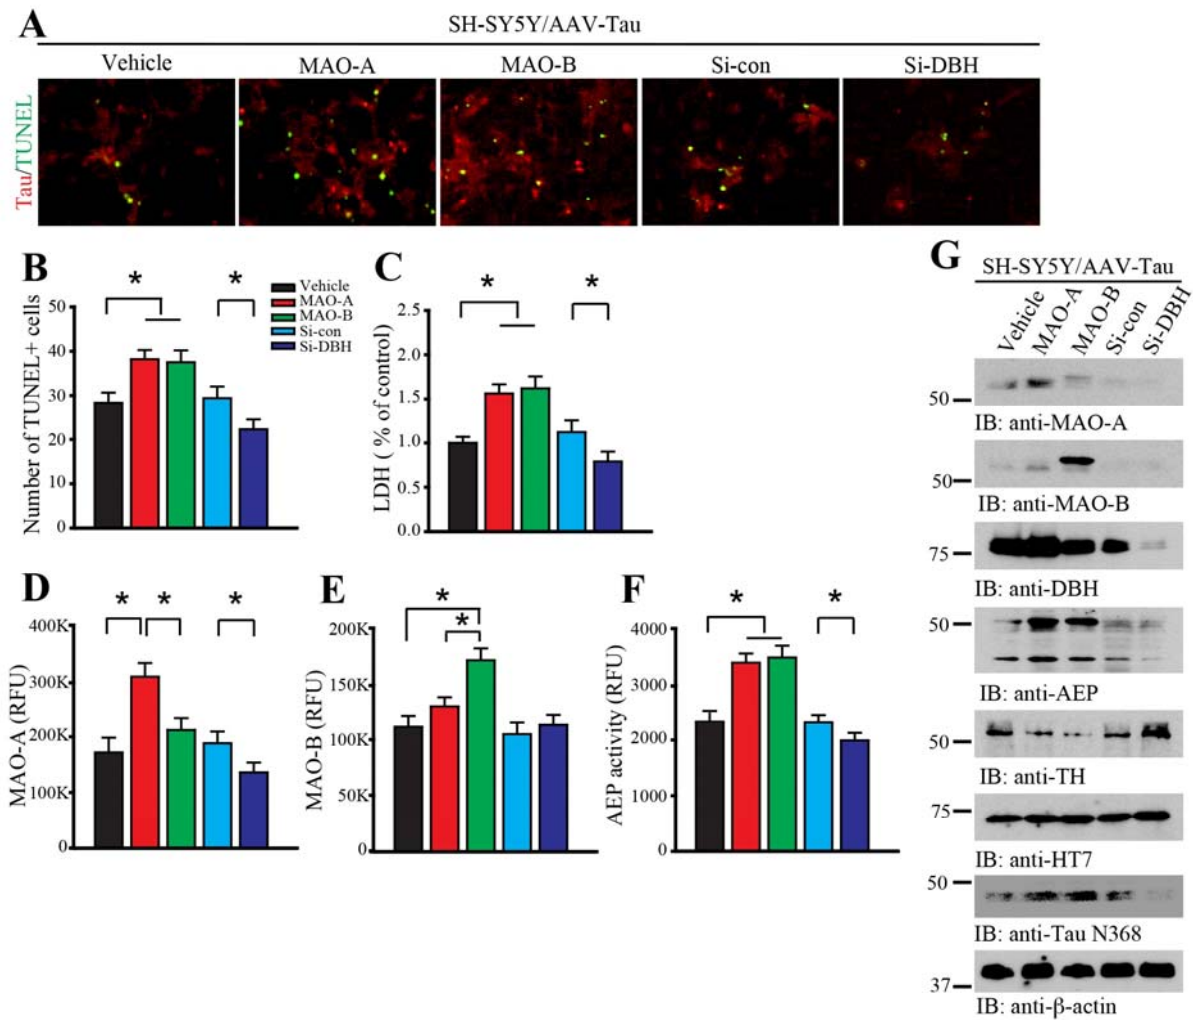 A
SH-SY5Y/AAV-Tau
Vehicle MAO-A MAO-B Si-con Si-DBH
Tau/TUNEL
B
*
*
Number of TUNEL+ cells
50
40
30
20
10
0
Vehicle
MAO-A
MAO-B
Si-con
Si-DBH
C
*
*
LDH ( % of control)
2.5
2.0
1.5
1.0
0.5
0.0
D
* * *
MAO-A (RFU)
400K
300K
200K
100K
0
E
*
*
MAO-B (RFU)
200K
150K
100K
50K
0
F
* *
AEP activity (RFU)
4000
3000
2000
1000
0
G
SH-SY5Y/AAV-Tau
Vehicle MAO-A MAO-B Si-con Si-DBH
50
IB: anti-MAO-A
50
IB: anti-MAO-B
75
IB: anti-DBH
50
IB: anti-AEP
50
IB: anti-TH
75
IB: anti-HT7
50
IB: anti-Tau N368
37
IB: anti-β-actin